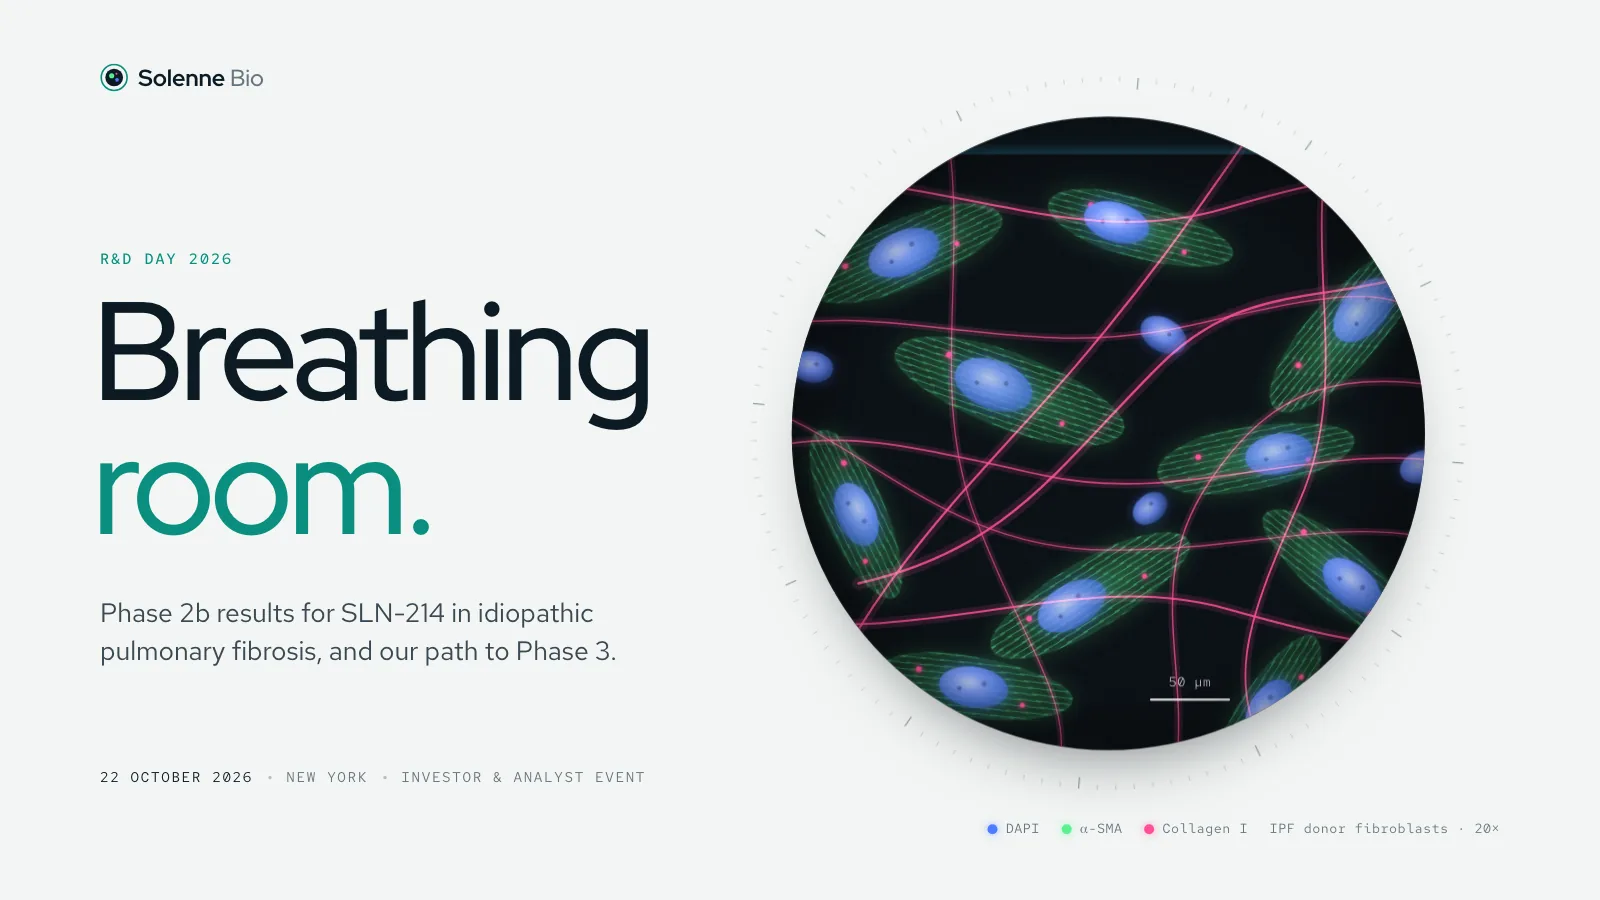 Solenne Bio
R&D DAY 2026
Breathing
room.
Phase 2b results for SLN-214 in idiopathic
pulmonary fibrosis, and our path to Phase 3.
22 OCTOBER 2026 · NEW YORK · INVESTOR & ANALYST EVENT
50 µm
DAPI α-SMA Collagen I IPF donor fibroblasts · 20×